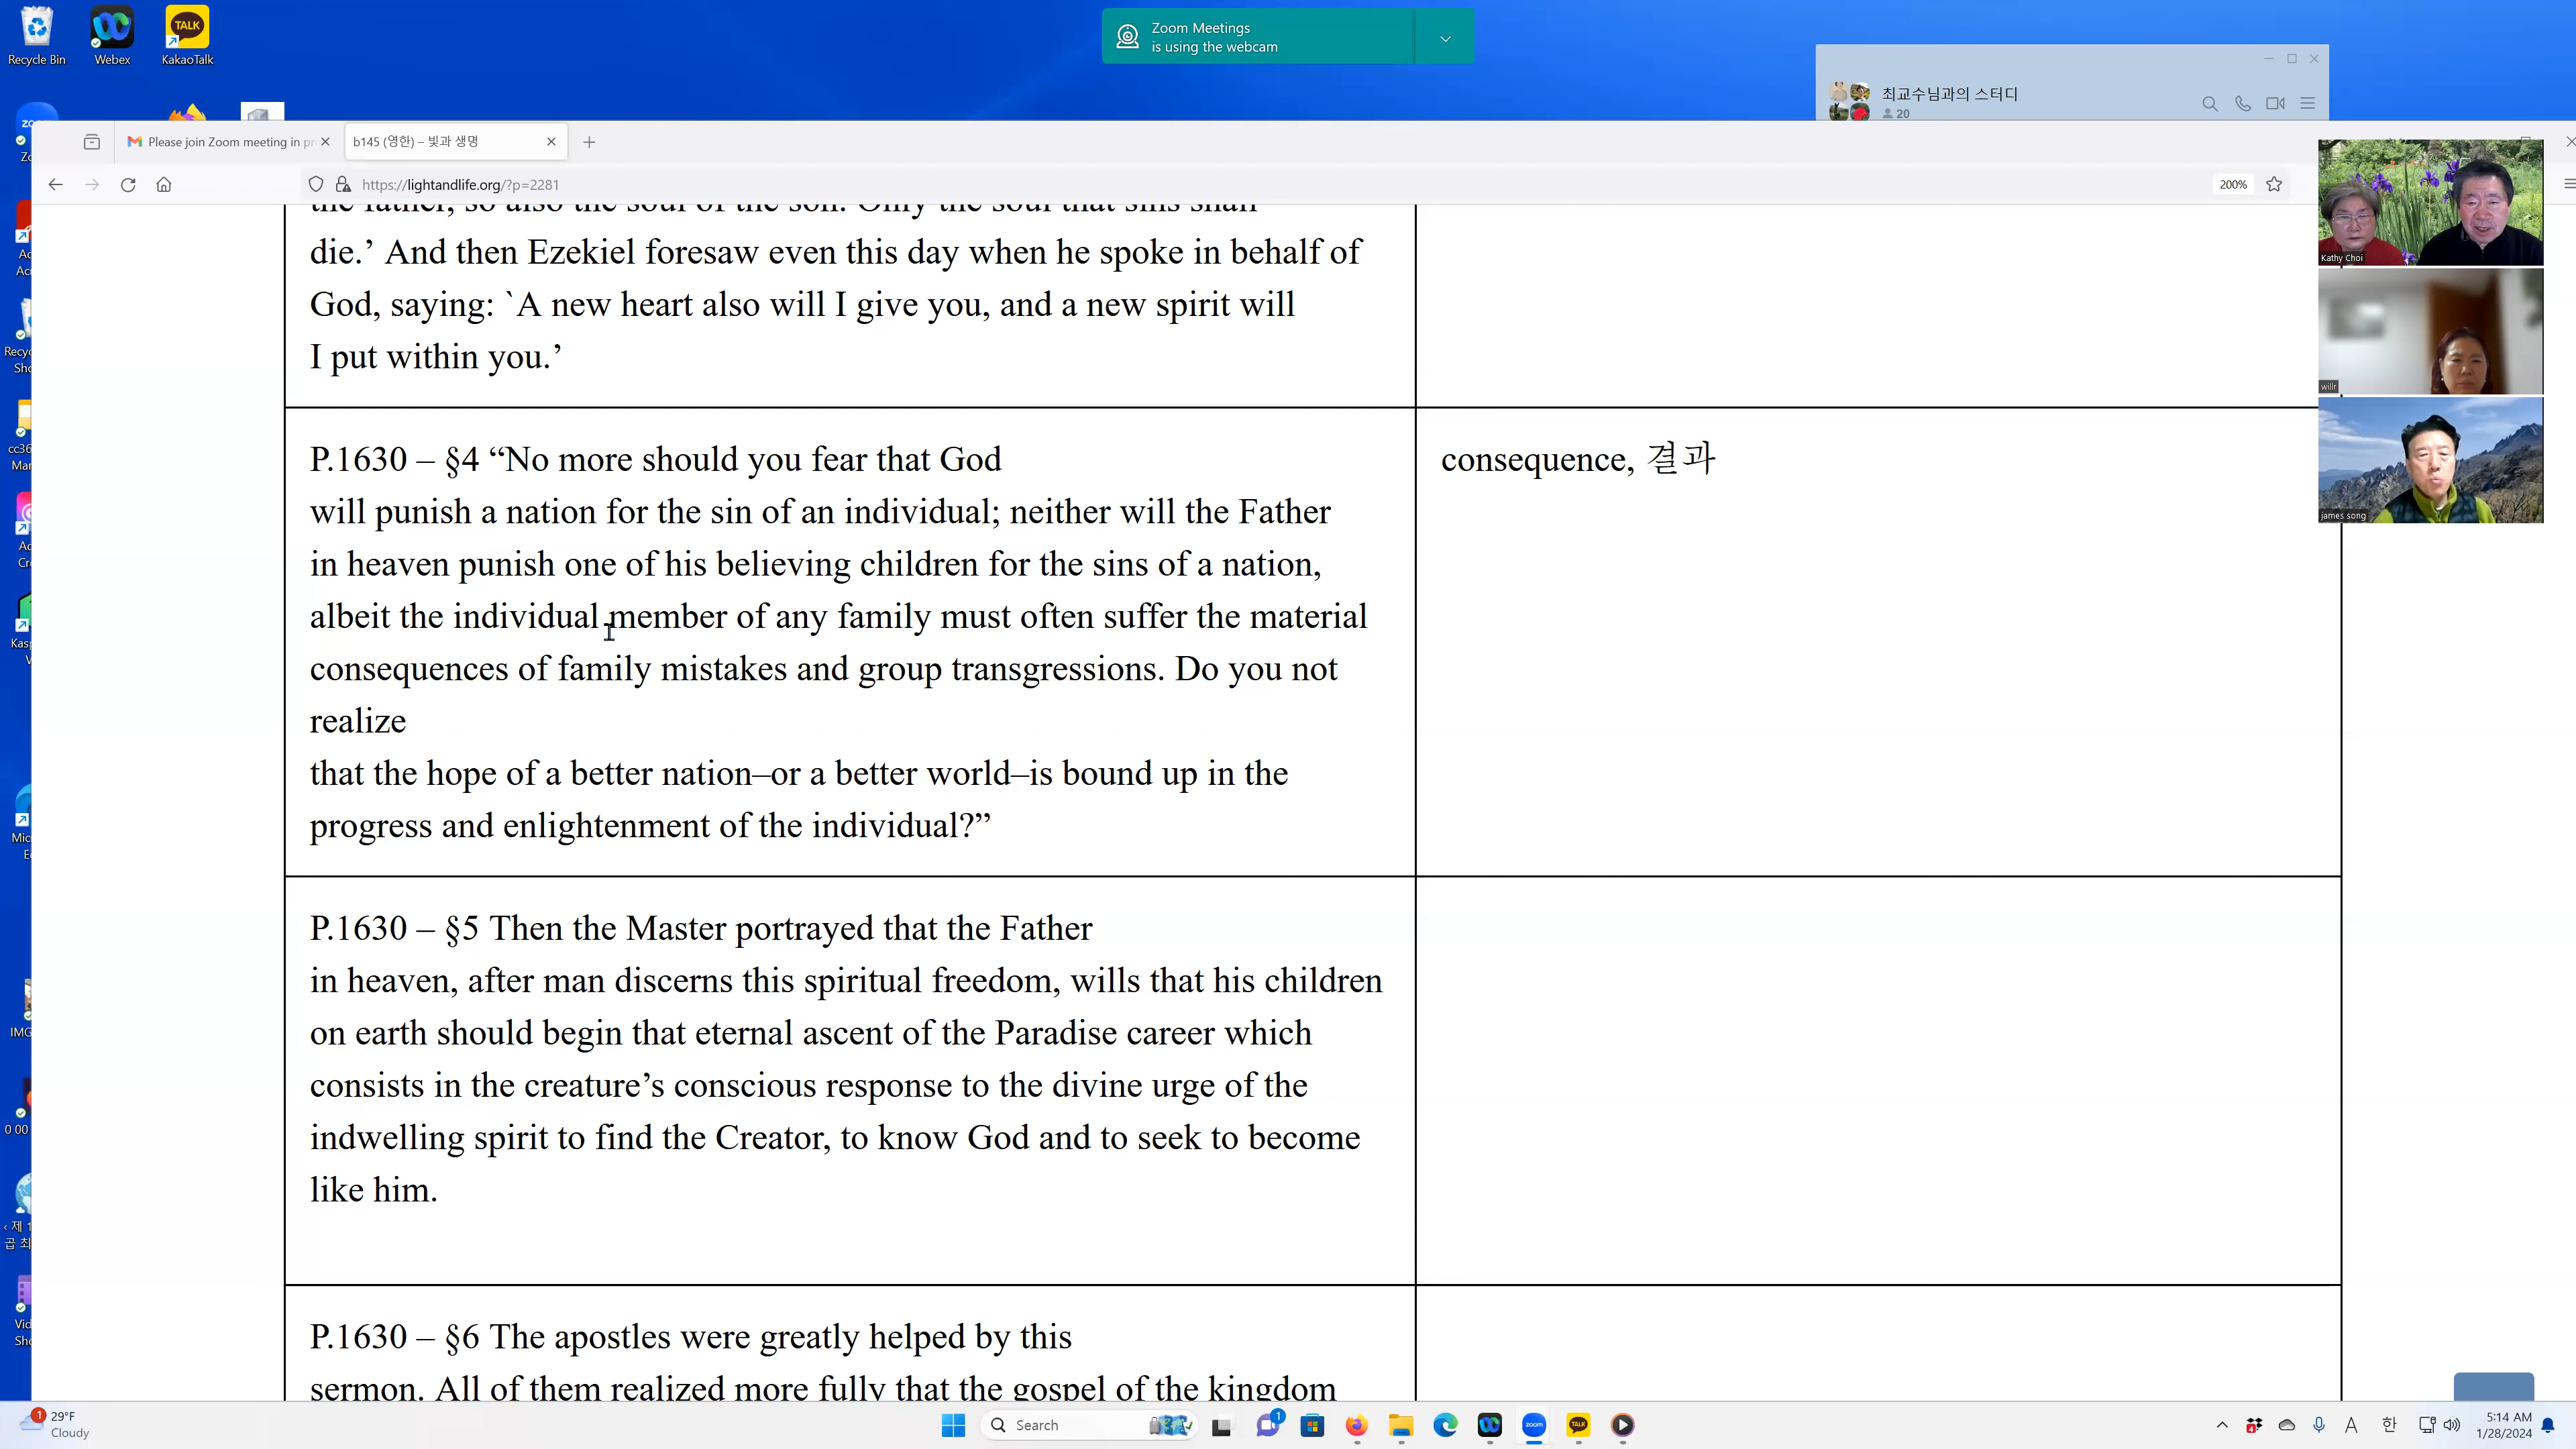 Recycle Bin
Webex
KakaoTalk
Zoom Meetings
is using the webcam
최교수님과의 스터디
20
Please join Zoom meeting in pr
b145 (영한) – 빛과 생명
https://lightandlife.org/?p=2281
200%
die.’ And then Ezekiel foresaw even this day when he spoke in behalf of
God, saying: `A new heart also will I give you, and a new spirit will
I put within you.’
P.1630 – §4 “No more should you fear that God
will punish a nation for the sin of an individual; neither will the Father
in heaven punish one of his believing children for the sins of a nation,
albeit the individual member of any family must often suffer the material
consequences of family mistakes and group transgressions. Do you not
realize
that the hope of a better nation–or a better world–is bound up in the
progress and enlightenment of the individual?”
consequence, 결과
P.1630 – §5 Then the Master portrayed that the Father
in heaven, after man discerns this spiritual freedom, wills that his children
on earth should begin that eternal ascent of the Paradise career which
consists in the creature’s conscious response to the divine urge of the
indwelling spirit to find the Creator, to know God and to seek to become
like him.
P.1630 – §6 The apostles were greatly helped by this
sermon. All of them realized more fully that the gospel of the kingdom
Kathy Choi
willr
james song
29°F
Cloudy
Search
5:14 AM
1/28/2024